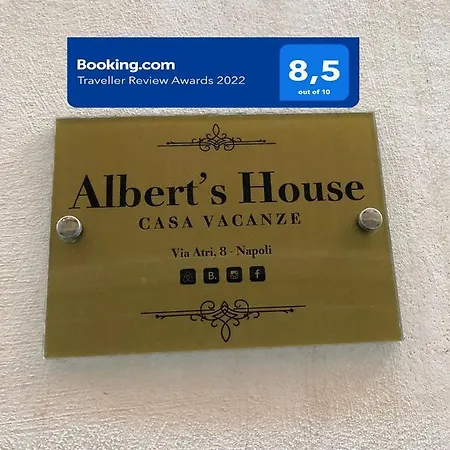 Booking.com
Traveller Review Awards 2022
8,5
out of 10
Albert's House
CASA VACANZE
Via Atri, 8 - Napoli
B.
f